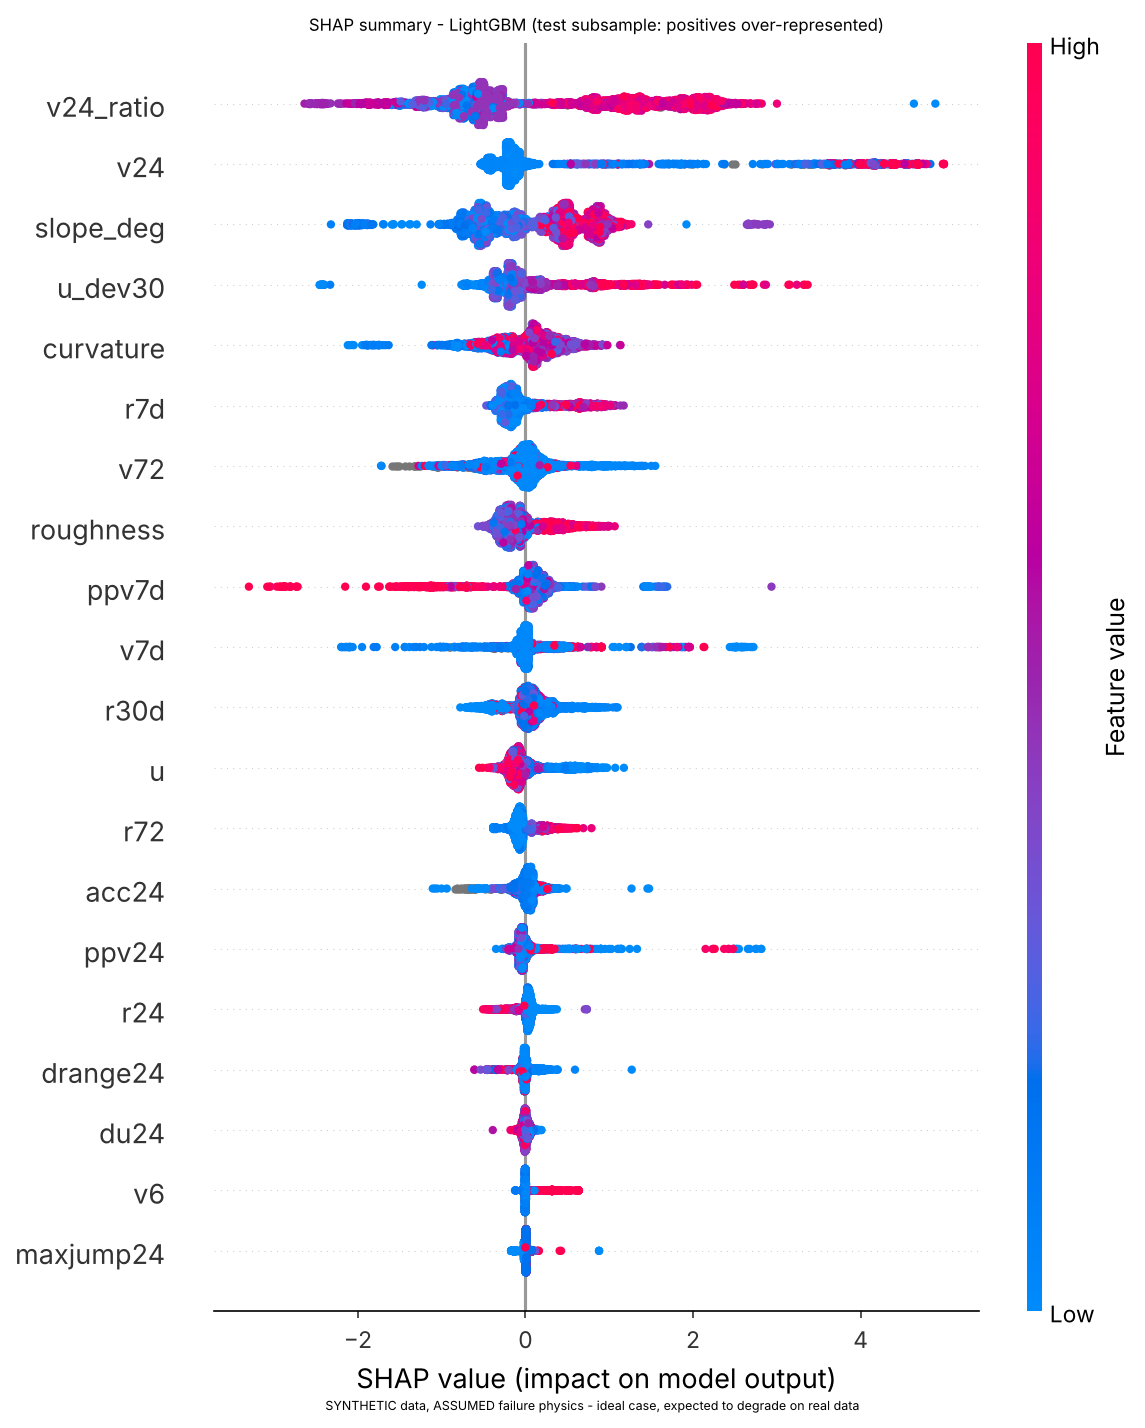 SHAP summary - LightGBM (test subsample: positives over-represented)
High
v24_ratio
v24
slope_deg
u_dev30
curvature
r7d
v72
roughness
ppv7d
v7d
r30d
u
r72
acc24
ppv24
r24
drange24
du24
v6
maxjump24
Feature value
Low
−2 0 2 4
SHAP value (impact on model output)
SYNTHETIC data, ASSUMED failure physics - ideal case, expected to degrade on real data